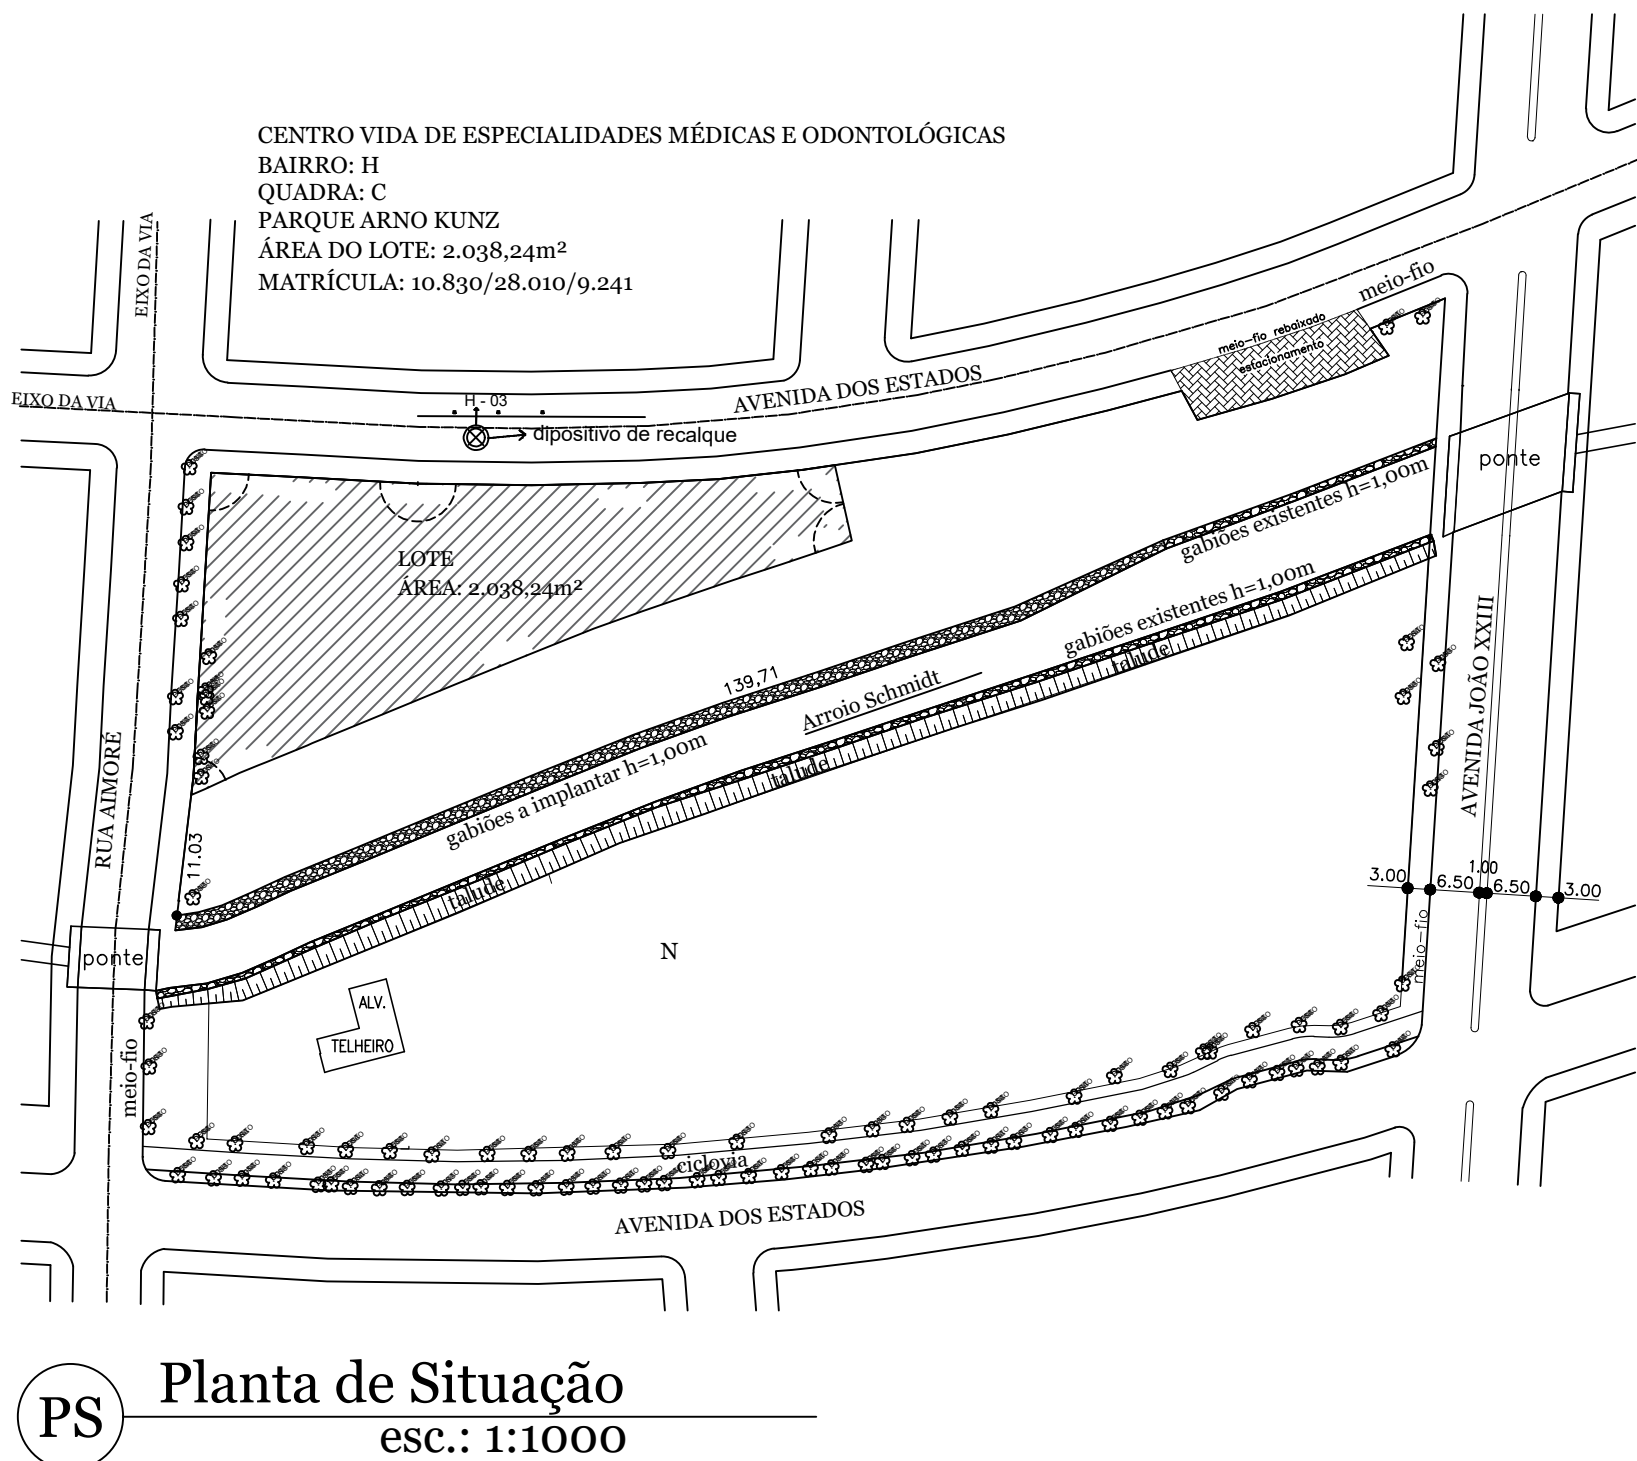 CENTRO VIDA DE ESPECIALIDADES MÉDICAS E ODONTOLÓGICAS
BAIRRO: H
QUADRA: C
PARQUE ARNO KUNZ
ÁREA DO LOTE: 2.038,24m²
MATRÍCULA: 10.830/28.010/9.241
EIXO DA VIA
EIXO DA VIA
H - 03
dipositivo de recalque
AVENIDA DOS ESTADOS
meio-fio
meio-fio rebaixado
estacionamento
ponte
LOTE
ÁREA: 2.038,24m²
gabiões existentes h=1,00m
gabiões existentes h=1,00m
talude
139,71
Arroio Schmidt
gabiões a implantar h=1,00m
talude
talude
RUA AIMORÉ
11.03
AVENIDA JOÃO XXIII
3.00
6.50
1.00
6.50
3.00
meio-fio
ponte
N
ALV.
TELHEIRO
meio-fio
ciclovia
AVENIDA DOS ESTADOS
PS
Planta de Situação
esc.: 1:1000